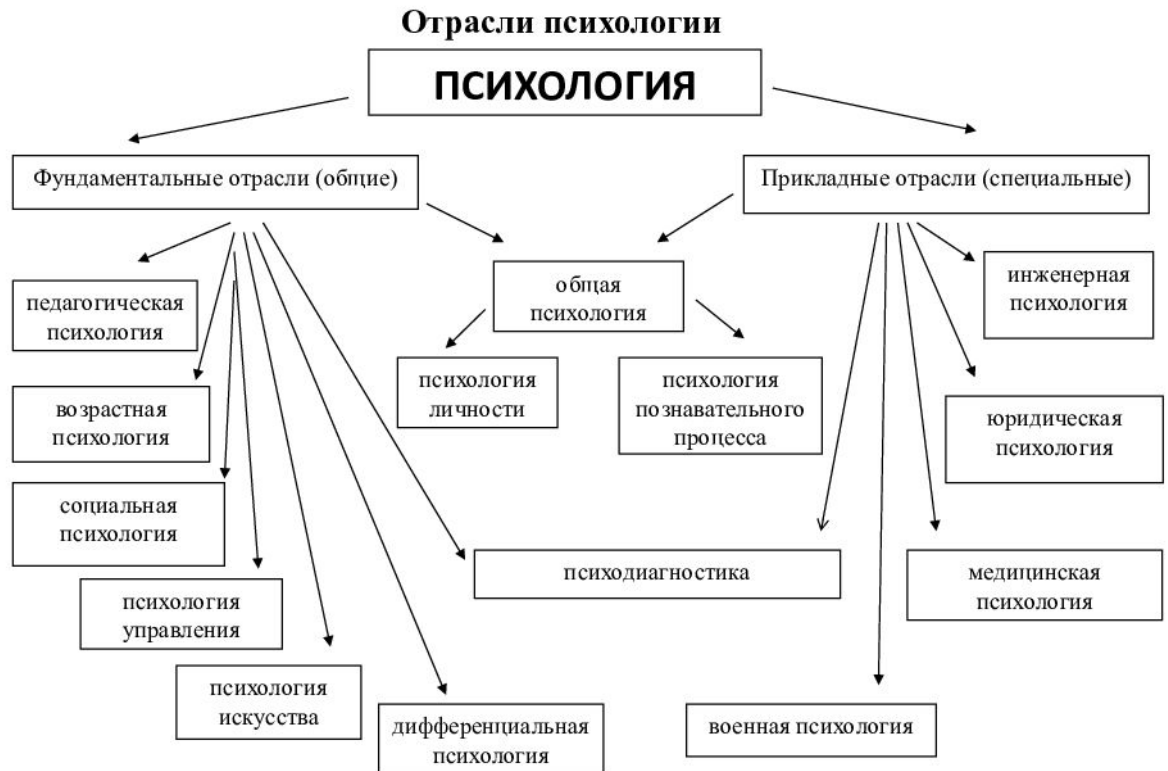 Отрасли психологии
ПСИХОЛОГИЯ
Фундаментальные отрасли (общие)
Прикладные отрасли (специальные)
педагогическая
психология
общая
психология
инженерная
психология
психология
личности
психология
познавательного
процесса
возрастная
психология
юридическая
психология
социальная
психология
психодиагностика
медицинская
психология
психология
управления
психология
искусства
дифференциальная
психология
военная психология